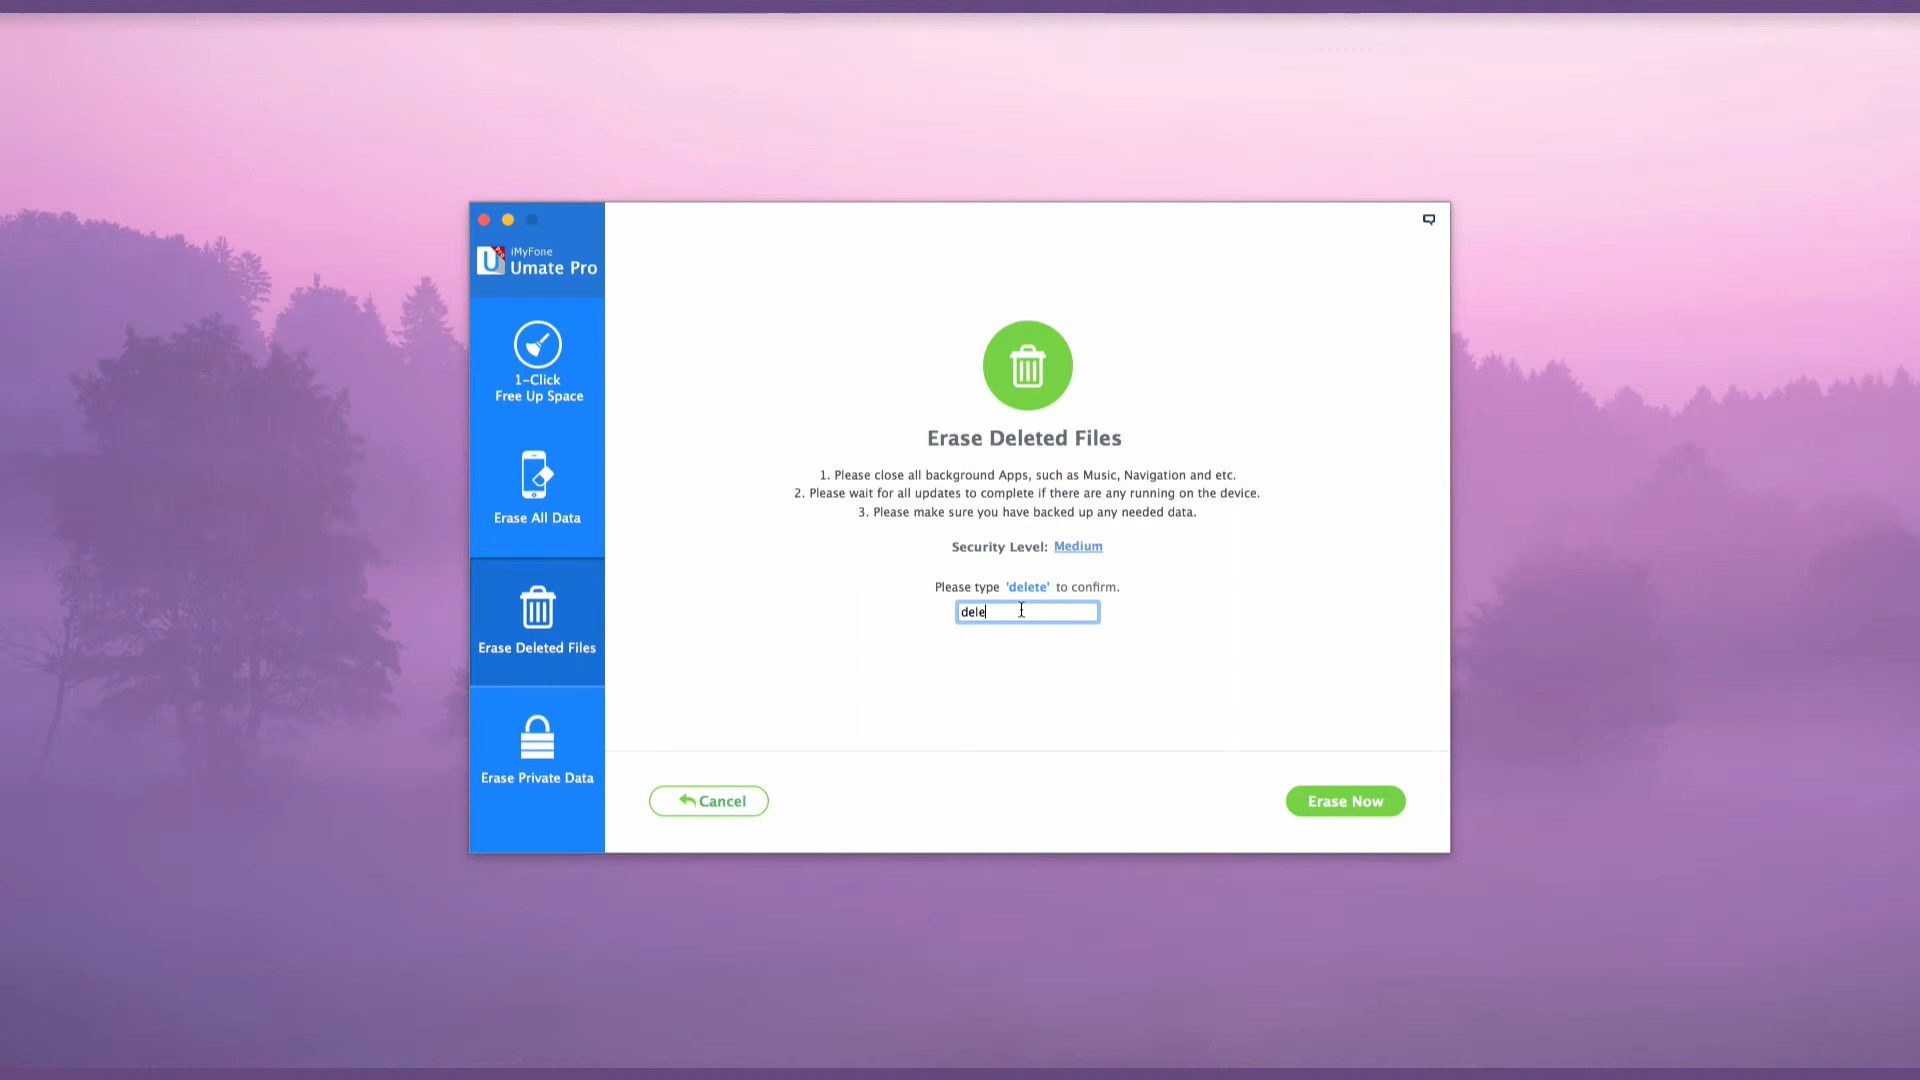 iMyFone
Umate Pro
1-Click
Free Up Space
Erase All Data
Erase Deleted Files
Erase Private Data
Erase Deleted Files
1. Please close all background Apps, such as Music, Navigation and etc.
2. Please wait for all updates to complete if there are any running on the device.
3. Please make sure you have backed up any needed data.
Security Level: Medium
Please type 'delete' to confirm.
dele
Cancel
Erase Now